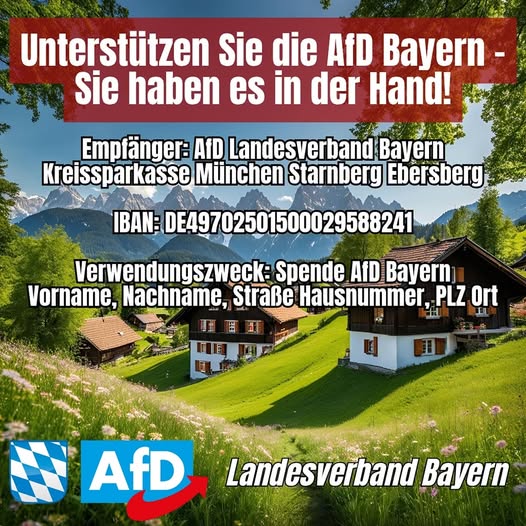 Unterstützen Sie die AfD Bayern -
Sie haben es in der Hand!
Empfänger: AfD Landesverband Bayern
Kreissparkasse München Starnberg Ebersberg
IBAN: DE49702501500029588241
Verwendungszweck: Spende AfD Bayern
Vorname, Nachname, Straße Hausnummer, PLZ Ort
AfD
Landesverband Bayern